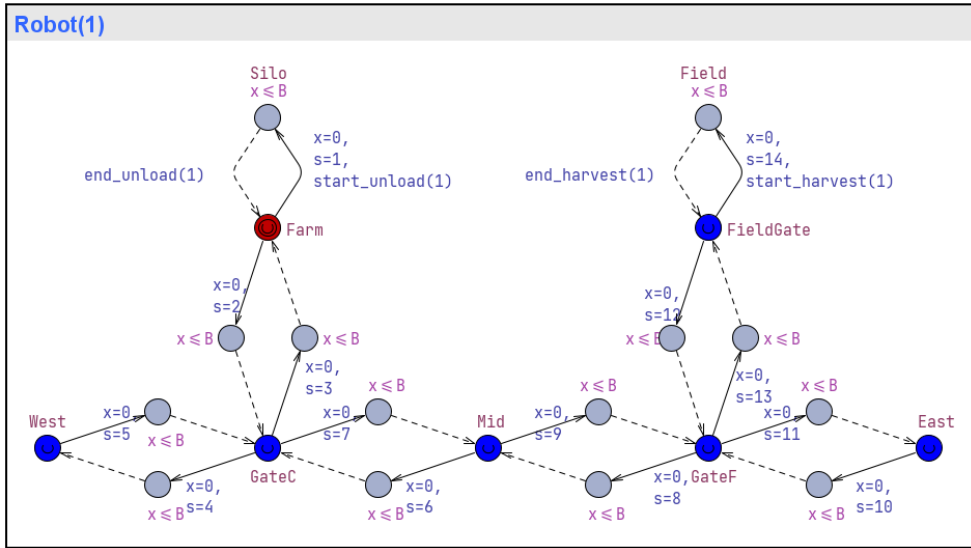 Robot(1)
Silo
x ⩽ B
x=0,
s=1,
start_unload(1)
end_unload(1)
Farm
x=0,
s=2
x ⩽ B
x ⩽ B
x=0,
s=3
Field
x ⩽ B
x=0,
s=14,
start_harvest(1)
end_harvest(1)
FieldGate
x=0,
s=12
x ⩽ B
x ⩽ B
x=0,
s=13
West
x=0,
s=5
x ⩽ B
x ⩽ B
x=0,
s=7
Mid
x ⩽ B
x=0,
s=9
x ⩽ B
x=0,
s=11
East
GateC
x=0,
s=4
x ⩽ B
x=0,
s=6
x ⩽ B
GateF
x=0,
s=8
x ⩽ B
x=0,
s=10
x ⩽ B